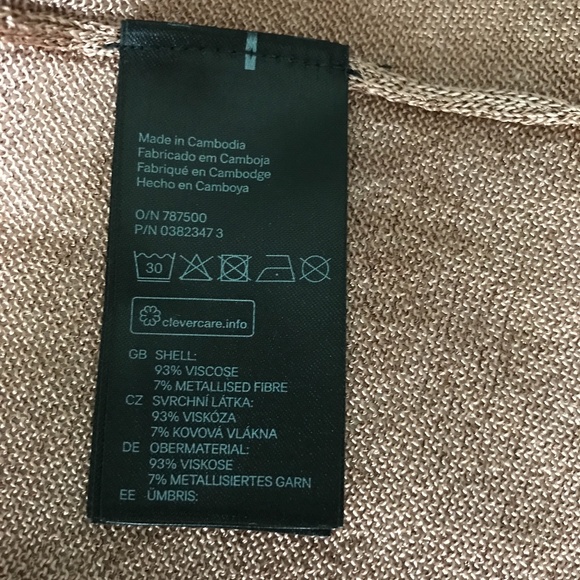 Made in Cambodia
Fabricado em Camboja
Fabriqué en Cambodge
Hecho en Camboya
O/N 787500
P/N 0382347 3
30
clevercare.info
GB SHELL:
93% VISCOSE
7% METALLISED FIBRE
CZ SVRCHNÍ LÁTKA:
93% VISKÓZA
7% KOVOVÁ VLÁKNA
DE OBERMATERIAL:
93% VISKOSE
7% METALLISIERTES GARN
EE ÜMBRIS: